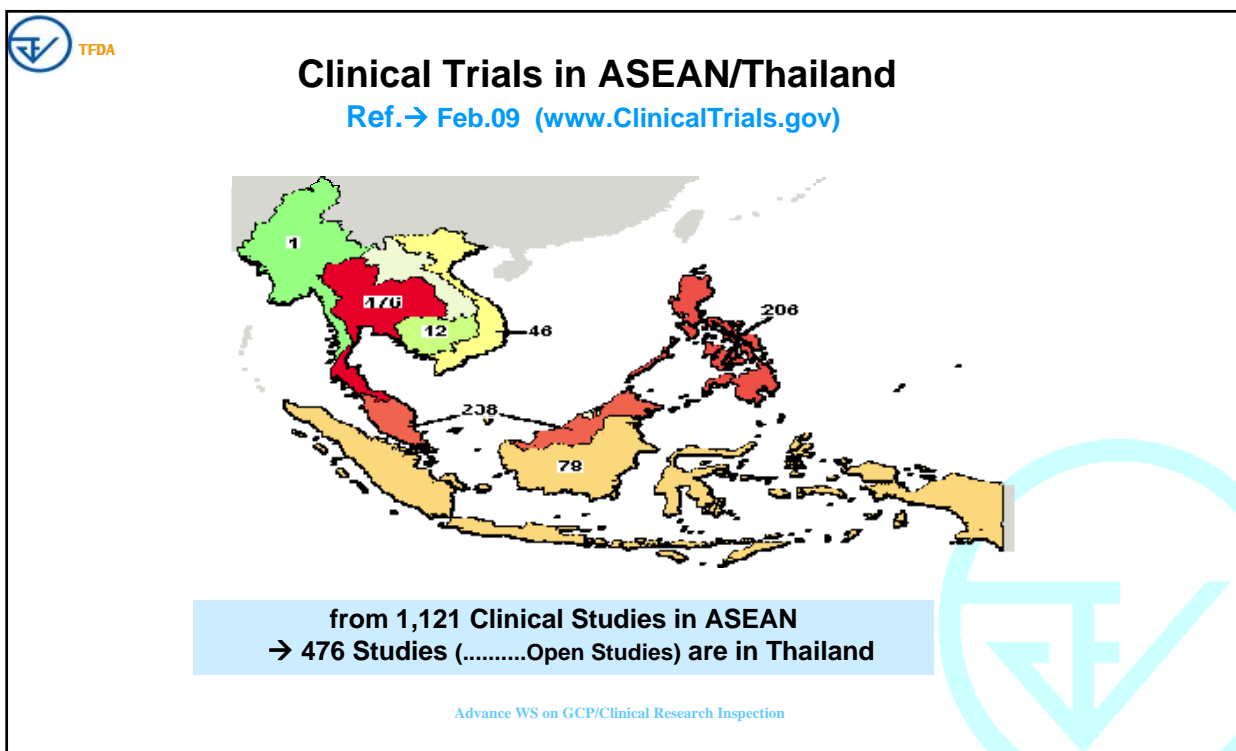 TFDA
Clinical Trials in ASEAN/Thailand
Ref.→ Feb.09 (www.ClinicalTrials.gov)
1
476
12
46
206
238
78
from 1,121 Clinical Studies in ASEAN
→ 476 Studies (..........Open Studies) are in Thailand
Advance WS on GCP/Clinical Research Inspection